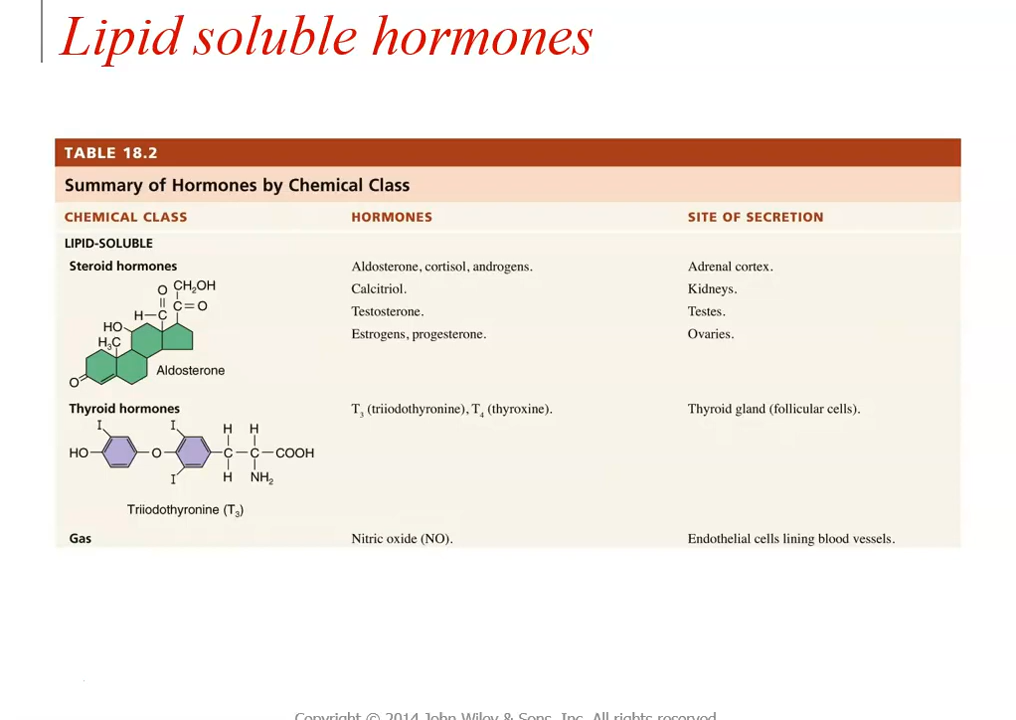 Lipid soluble hormones
TABLE 18.2
Summary of Hormones by Chemical Class
CHEMICAL CLASS HORMONES SITE OF SECRETION
LIPID-SOLUBLE
Steroid hormones Aldosterone, cortisol, androgens. Adrenal cortex.
O CH2OH Calcitriol. Kidneys.
C=O
H–C Testosterone. Testes.
HO Estrogens, progesterone. Ovaries.
H3C
Aldosterone
O
Thyroid hormones T3 (triiodothyronine), T4 (thyroxine). Thyroid gland (follicular cells).
I I H H
HO O C–C–COOH
I H NH2
Triiodothyronine (T3)
Gas Nitric oxide (NO). Endothelial cells lining blood vessels.
Copyright © 2014 John Wiley & Sons, Inc. All rights reserved.